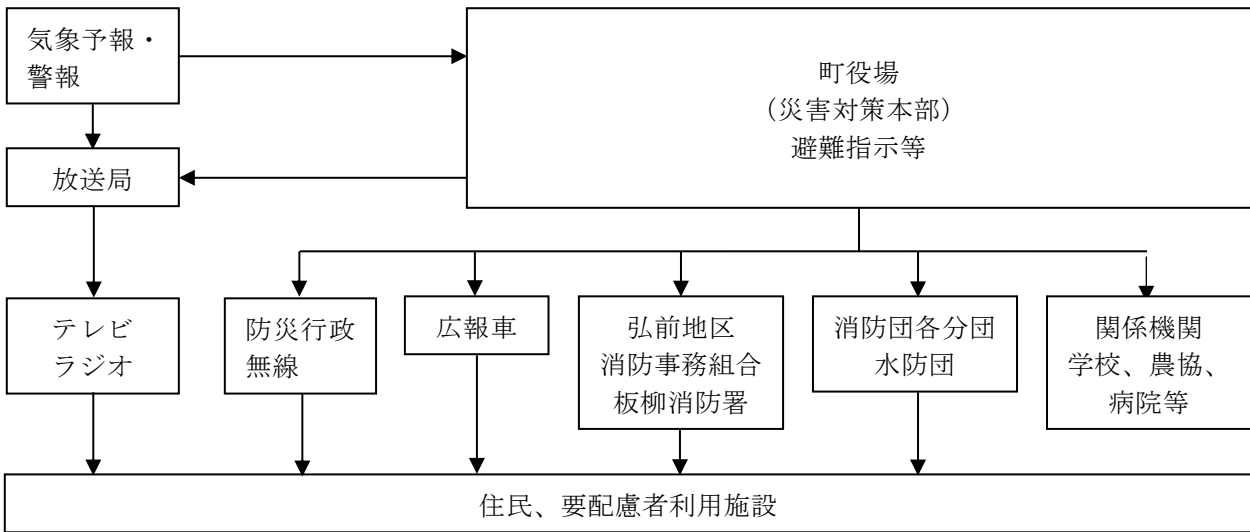 気象予報・
警報
町役場
（災害対策本部）
避難指示等
放送局
テレビ
ラジオ
防災行政
無線
広報車
弘前地区
消防事務組合
板柳消防署
消防団各分団
水防団
関係機関
学校、農協、
病院等
住民、要配慮者利用施設